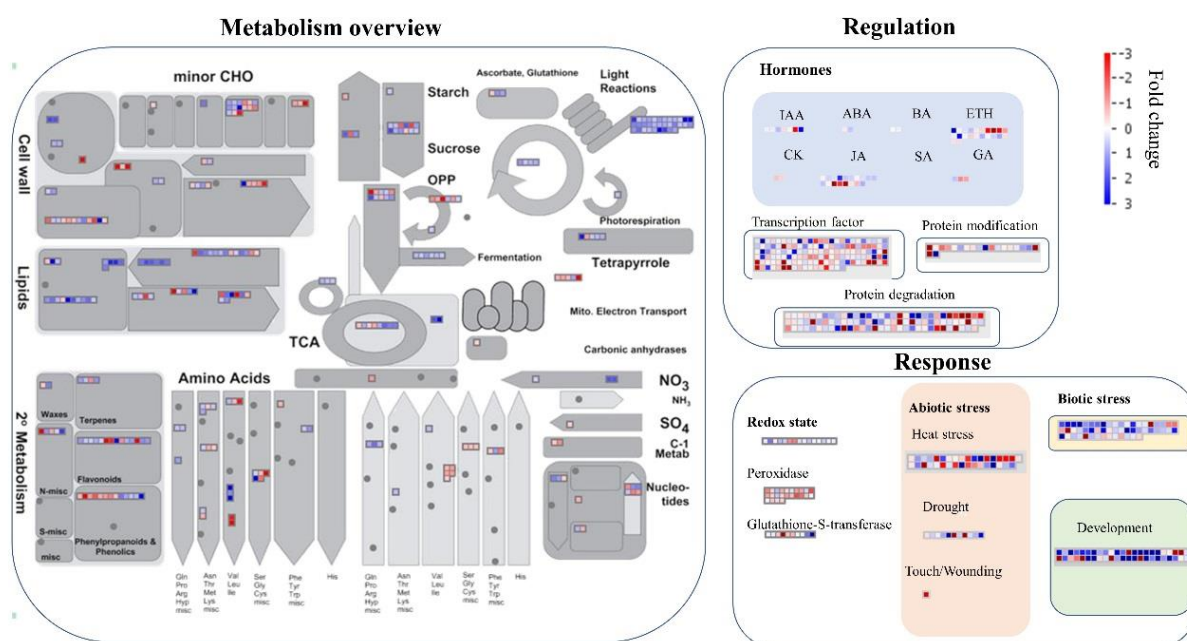 Metabolism overview
Regulation
minor CHO
Starch
Ascorbate, Glutathione
Light
Reactions
Cell wall
Sucrose
OPP
Photorespiration
Tetrapyrrole
Fermentation
Lipids
Mito. Electron Transport
TCA
Carbonic anhydrases
Amino Acids
NO3
NH3
SO4
C-1
Metab
Nucleo-
tides
2° Metabolism
Waxes
Terpenes
N-misc
Flavonoids
S-misc
misc
Phenylpropanoids &
Phenolics
Gln
Pro
Arg
Hyp
misc
Asn
Thr
Met
Lys
misc
Val
Leu
Ile
Ser
Gly
Cys
misc
Phe
Tyr
Trp
misc
His
Gln
Pro
Arg
Hyp
misc
Asn
Thr
Met
Lys
misc
Val
Leu
Ile
Ser
Gly
Cys
misc
Phe
Tyr
Trp
misc
His
Hormones
IAA
ABA
BA
ETH
CK
JA
SA
GA
Transcription factor
Protein modification
Protein degradation
-3
-2
-1
0
1
2
3
Fold change
Response
Redox state
Peroxidase
Glutathione-S-transferase
Abiotic stress
Heat stress
Drought
Touch/Wounding
Biotic stress
Development